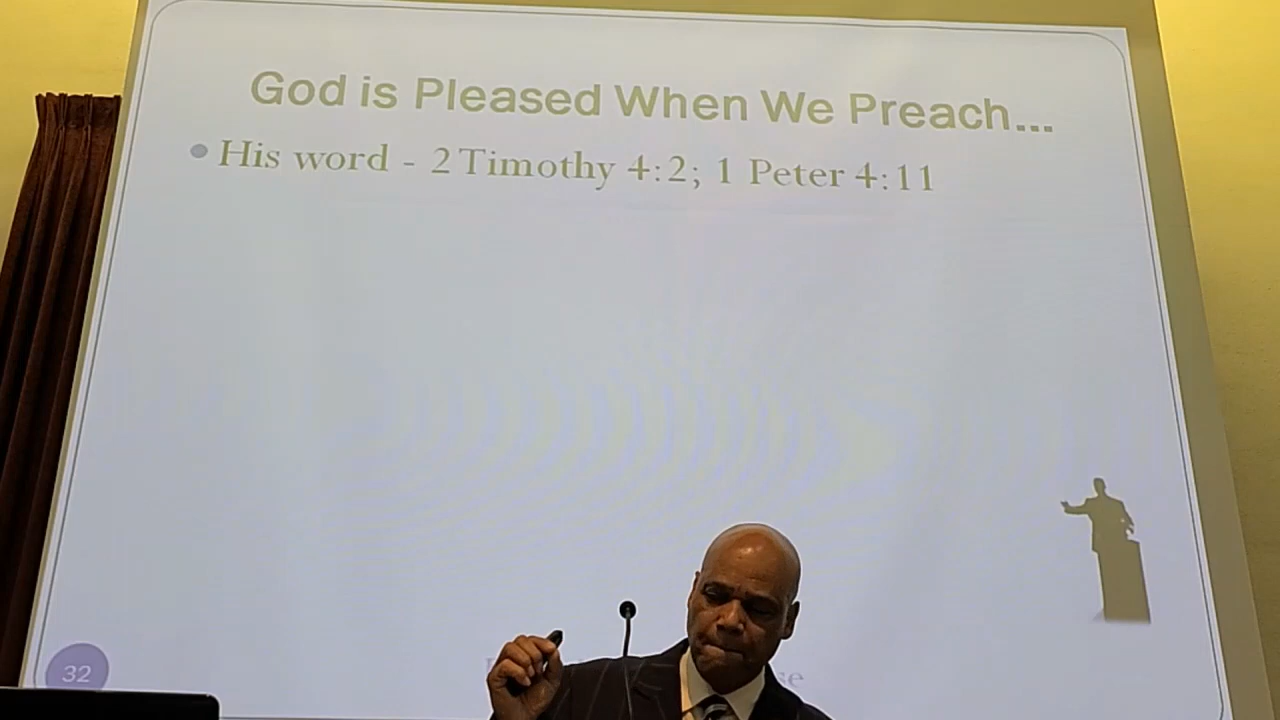 God is Pleased When We Preach...
His word - 2 Timothy 4:2; 1 Peter 4:11
32